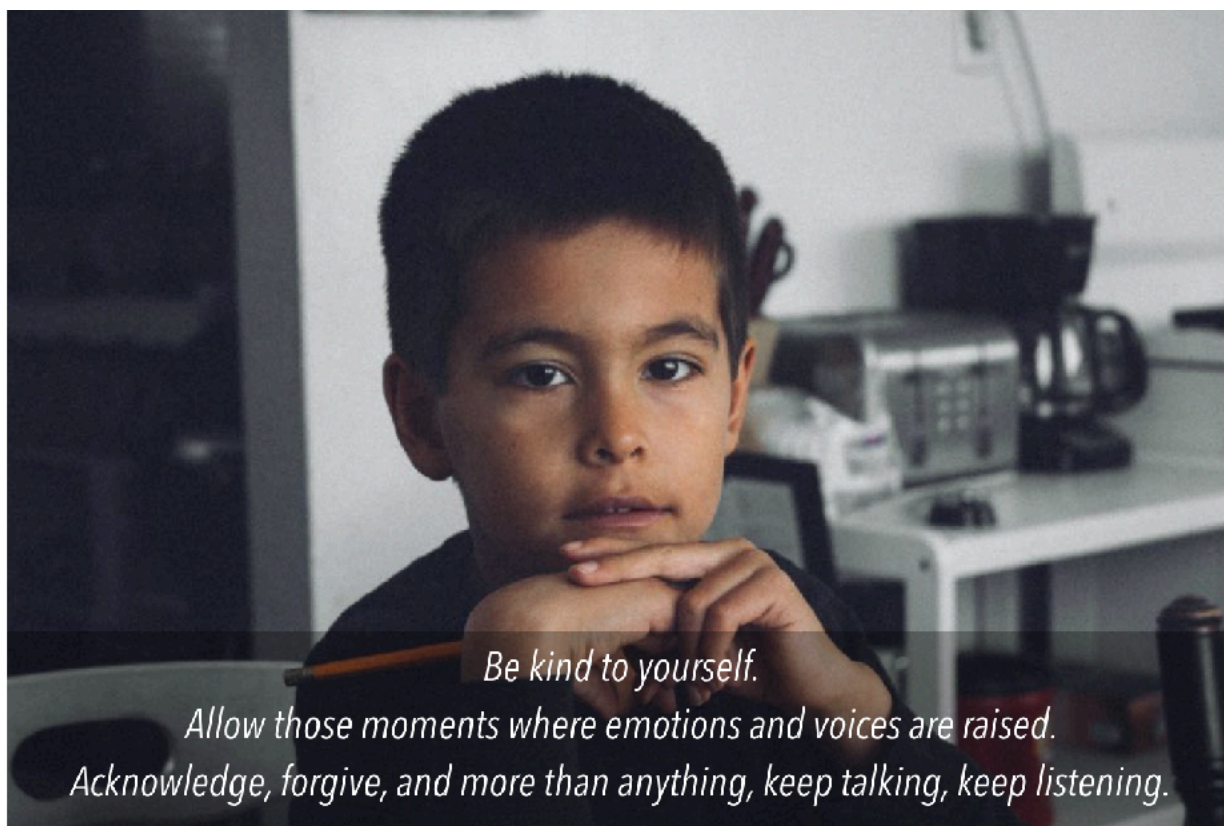 Be kind to yourself.
Allow those moments where emotions and voices are raised.
Acknowledge, forgive, and more than anything, keep talking, keep listening.